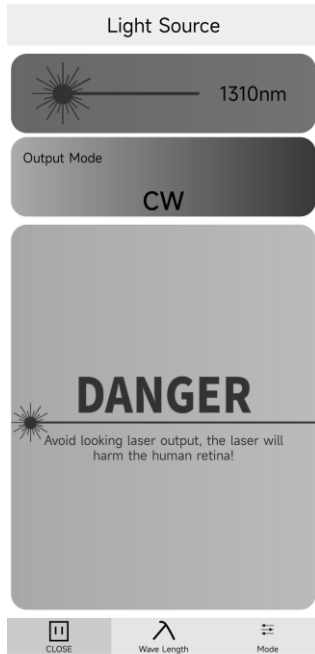 Light Source
1310nm
Output Mode
CW
DANGER
Avoid looking laser output, the laser will
harm the human retina!
CLOSE
Wave Length
Mode